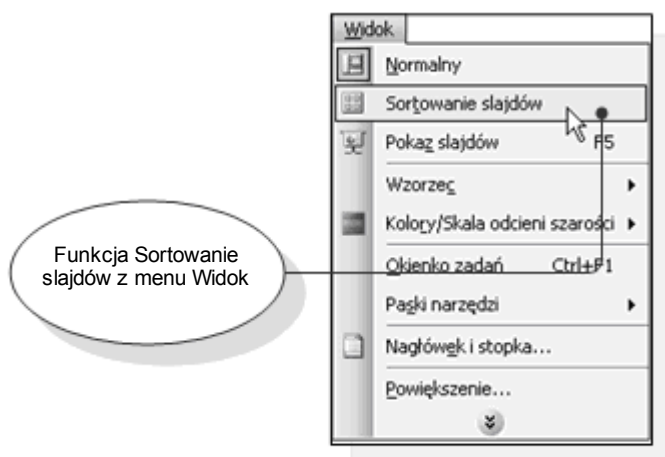 Widok
Normalny
Sortowanie slajdów
Pokaz slajdów F5
Wzorzec
Kolory/Skala odcieni szarości
Funkcja Sortowanie
slajdów z menu Widok
Okienko zadań Ctrl+F1
Paski narzędzi
Nagłówek i stopka...
Powiększenie...